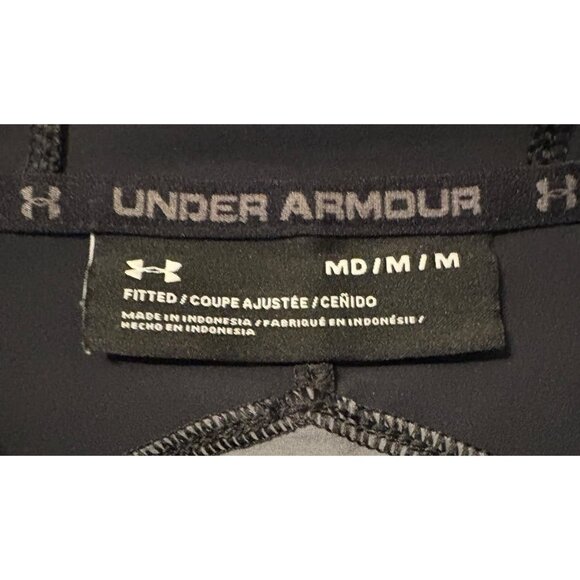 UNDER ARMOUR
MD / M / M
FITTED / COUPE AJUSTÉE / CEÑIDO
MADE IN INDONESIA / FABRIQUÉ EN INDONÉSIE /
HECHO EN INDONESIA